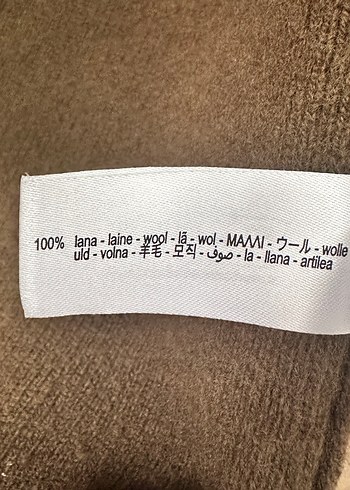 100% lana - laine - wool - lã - wol - ΜΑΛΛΙ - ウール - wolle
uld - volna - 羊毛 - 모직 - صوف - la - llana - artilea